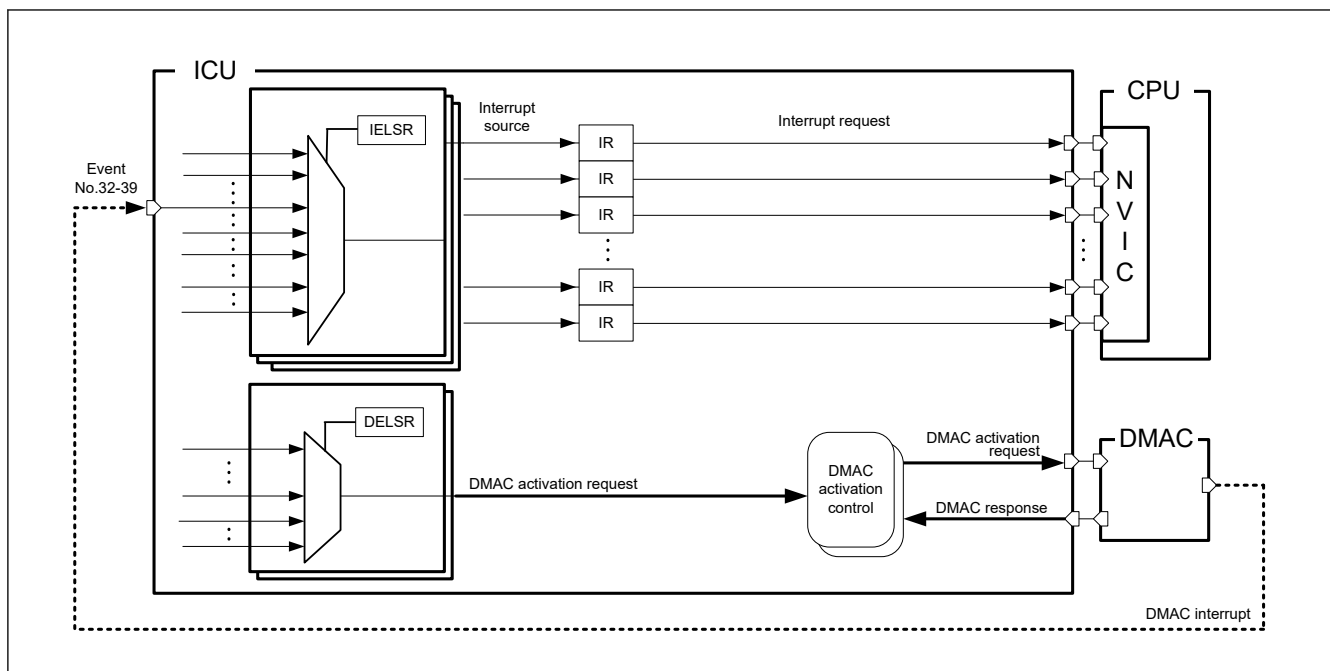 ICU
CPU
IELSR
Interrupt
source
Interrupt request
IR
IR
IR
IR
IR
N
V
I
C
Event
No.32-39
DELSR
DMAC activation request
DMAC
activation
control
DMAC activation
request
DMAC response
DMAC
DMAC interrupt